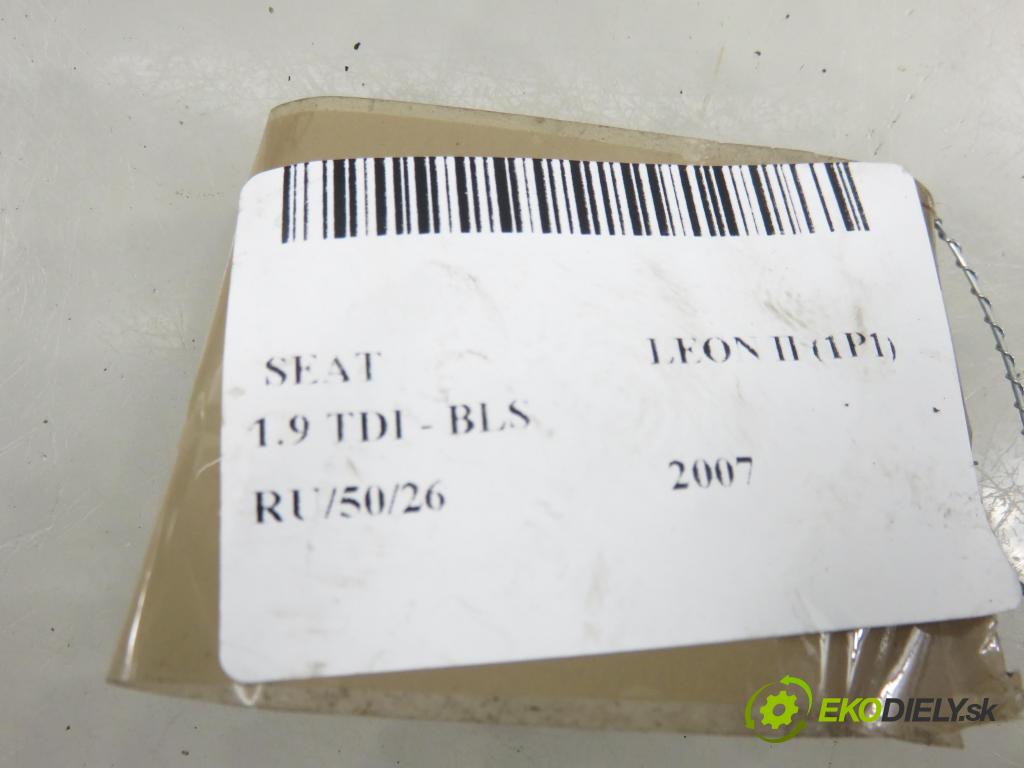 SEAT LEON II (1P1)
1.9 TDI - BLS
RU/50/26 2007
EKODIELY.sk